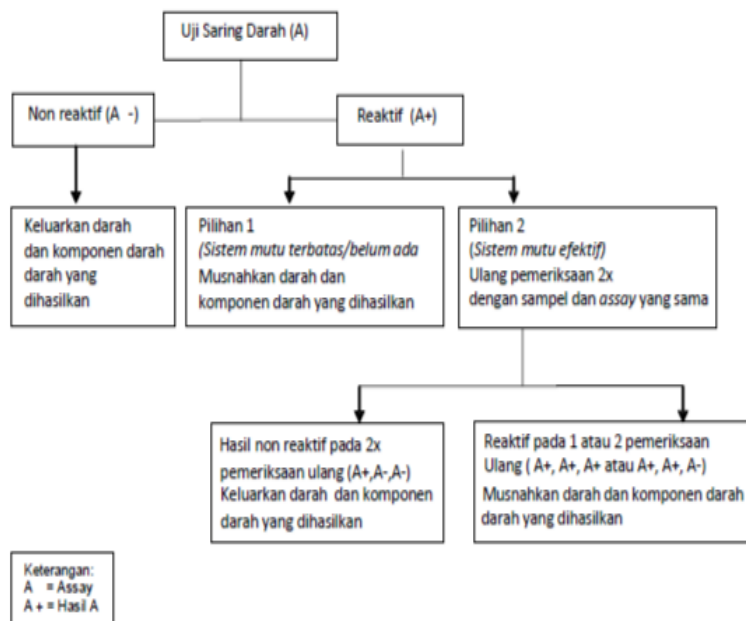 Uji Saring Darah (A)
Non reaktif (A -)
Reaktif (A+)
Keluarkan darah
dan komponen darah
darah yang
dihasilkan
Pilihan 1
(Sistem mutu terbatas/belum ada
Musnahkan darah dan
komponen darah yang dihasilkan
Pilihan 2
(Sistem mutu efektif)
Ulang pemeriksaan 2x
dengan sampel dan assay yang sama
Hasil non reaktif pada 2x
pemeriksaan ulang (A+,A-,A-)
Keluarkan darah dan komponen
darah yang dihasilkan
Reaktif pada 1 atau 2 pemeriksaan
Ulang ( A+, A+, A+ atau A+, A+, A-)
Musnahkan darah dan komponen darah
darah yang dihasilkan
Keterangan:
A = Assay
A + = Hasil A